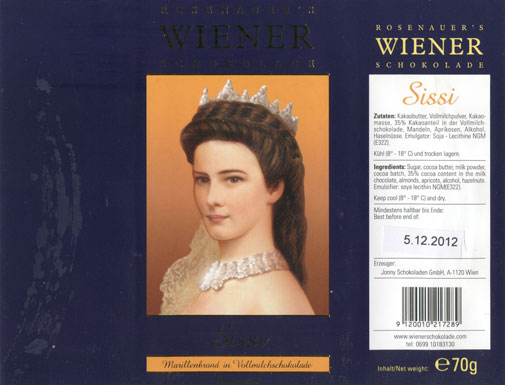 ROSENAUER'S
WIENER
SCHOKOLADE
Sissi
Marillenbrand in Vollmilchschokolade
ROSENAUER'S
WIENER
SCHOKOLADE
Sissi
Zutaten: Kakaobutter, Vollmilchpulver, Kakao-
masse, 35% Kakaoanteil in der Vollmilch-
schokolade, Mandeln, Aprikosen, Alkohol,
Haselnüsse. Emulgator: Soja - Lecithine NGM
(E322).
Kühl (8° - 18° C) und trocken lagern.
Ingredients: Sugar, cocoa butter, milk powder,
cocoa batch, 35% cocoa content in the milk
chocolate, almonds, apricots, alcohol, hazelnuts.
Emulsifier: soya lecithin NGM(E322).
Keep cool (8° - 18° C) and dry.
Mindestens haltbar bis Ende:
Best before end of:
5.12.2012
Erzeuger:
Jonny Schokoladen GmbH, A-1120 Wien
9 120010 217289
www.wienerschokolade.com
tel. 0699 10183130
Inhalt/Net weight: e 70g